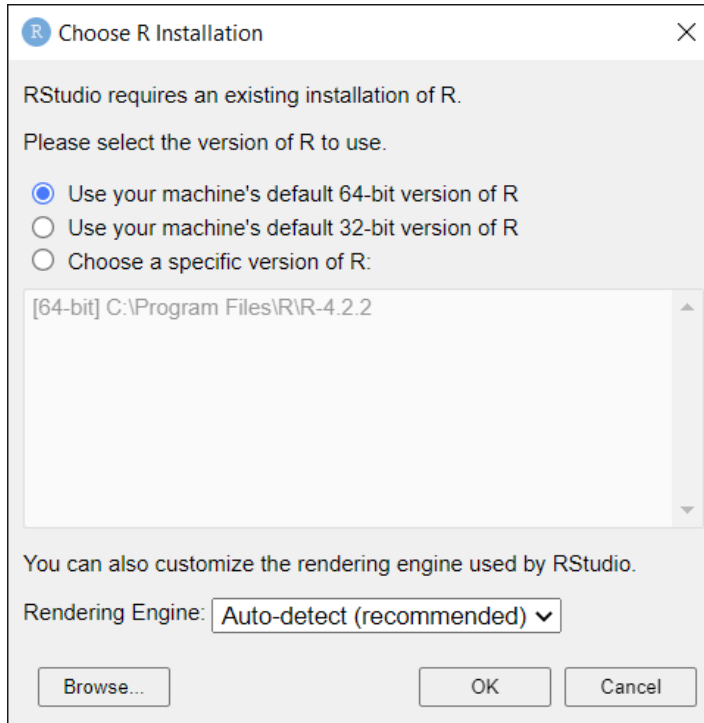 R Choose R Installation
RStudio requires an existing installation of R.
Please select the version of R to use.
Use your machine's default 64-bit version of R
Use your machine's default 32-bit version of R
Choose a specific version of R:
[64-bit] C:\Program Files\R\R-4.2.2
You can also customize the rendering engine used by RStudio.
Rendering Engine: Auto-detect (recommended)
Browse... OK Cancel